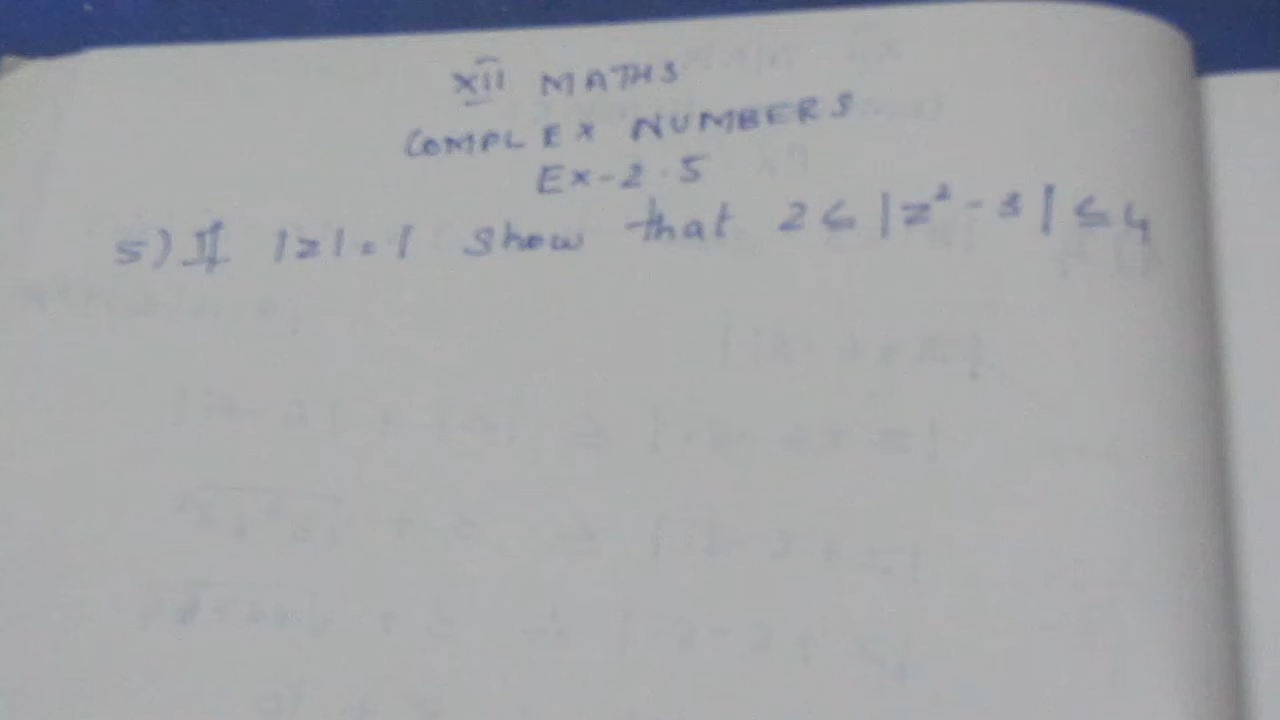 XII MATHS
COMPLEX NUMBERS
Ex-2.5
5) If |z| = 1 show that 2 ≤ |z² - 3| ≤ 4